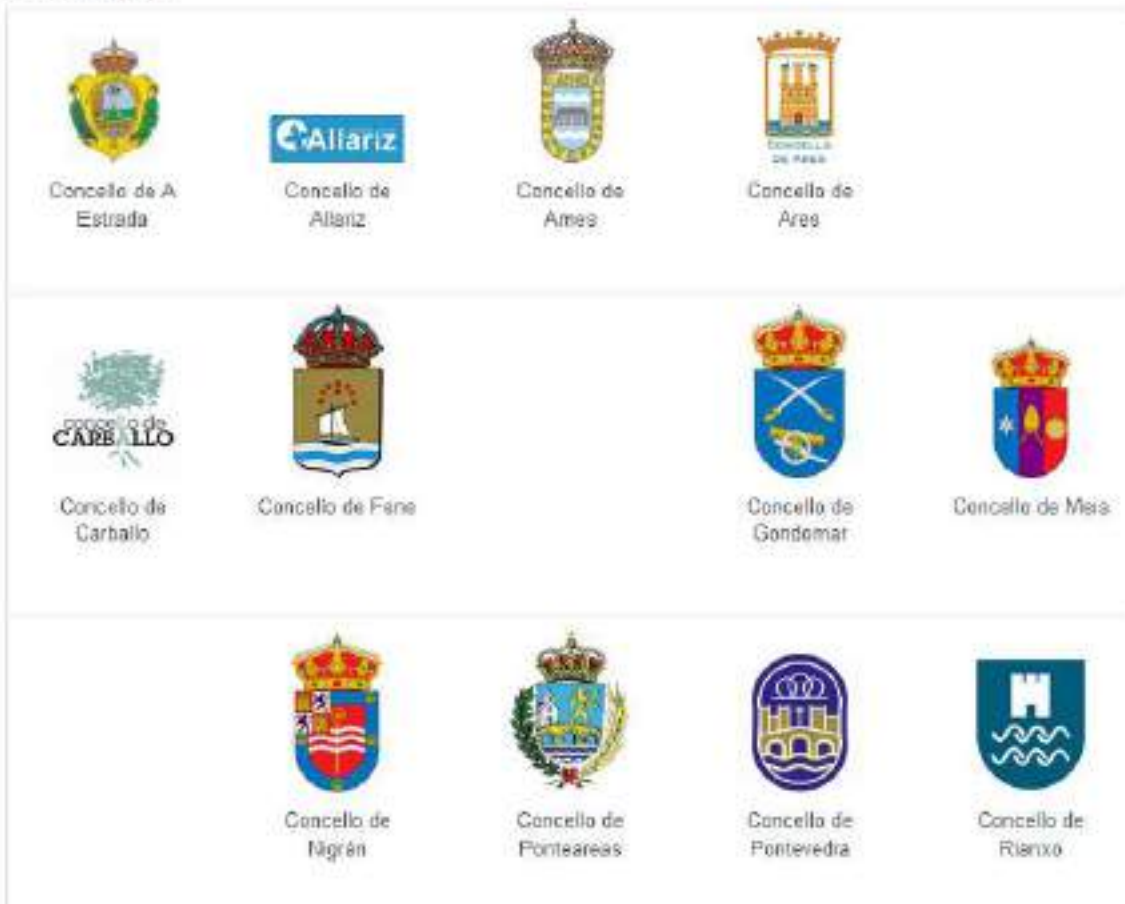 Concello de A
Estrada
Allariz
Concello de
Allariz
AMES
Concello de
Ames
CONCELLO
DE ARES
Concello de
Ares
concello de
CARBALLO
Concello de
Carballo
Concello de Fene
Concello de
Gondomar
Concello de Meis
Concello de
Nigrán
Concello de
Ponteareas
Concello de
Pontevedra
Concello de
Rianxo